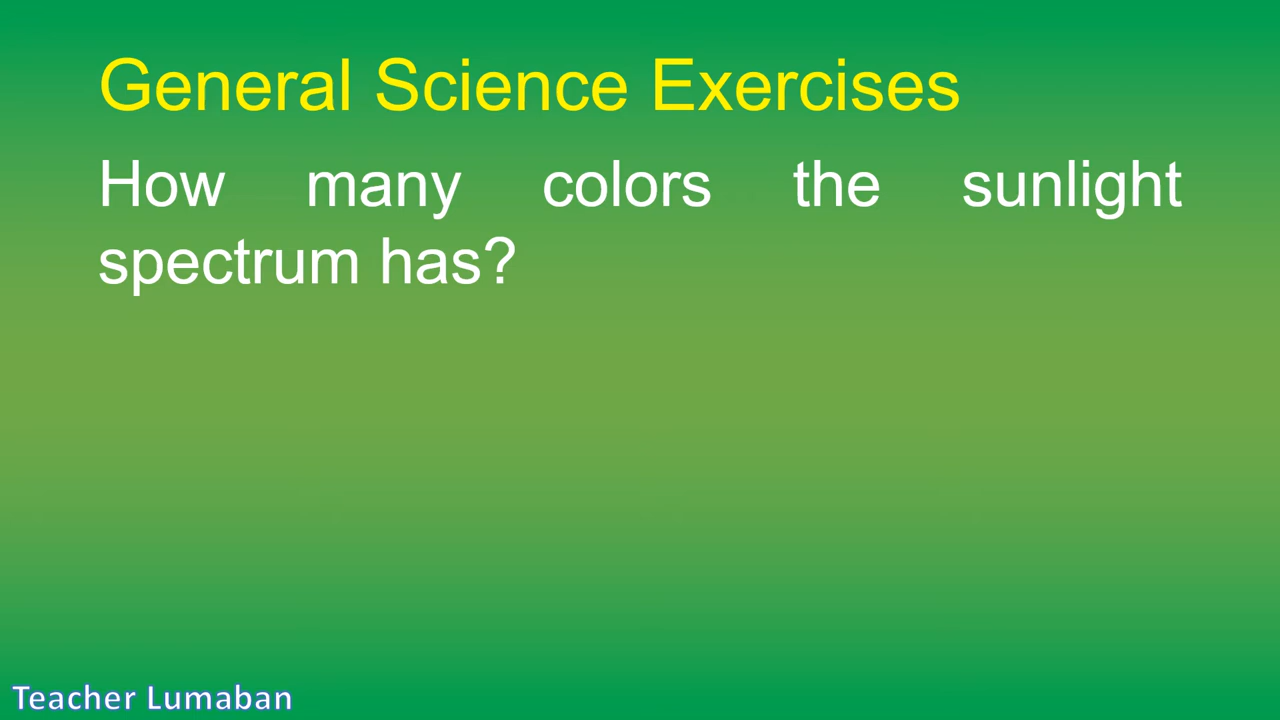 General Science Exercises
How many colors the sunlight
spectrum has?
Teacher Lumaban